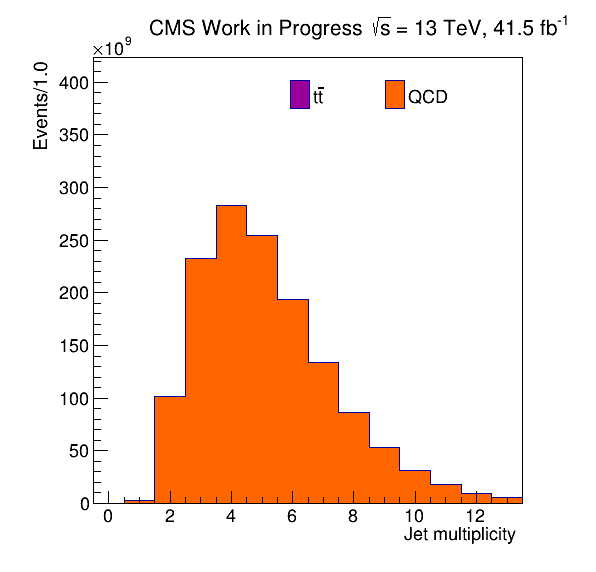 CMS Work in Progress √s = 13 TeV, 41.5 fb⁻¹
×10⁹
Events/1.0
tt̄ QCD
400
350
300
250
200
150
100
50
0
0 2 4 6 8 10 12
Jet multiplicity